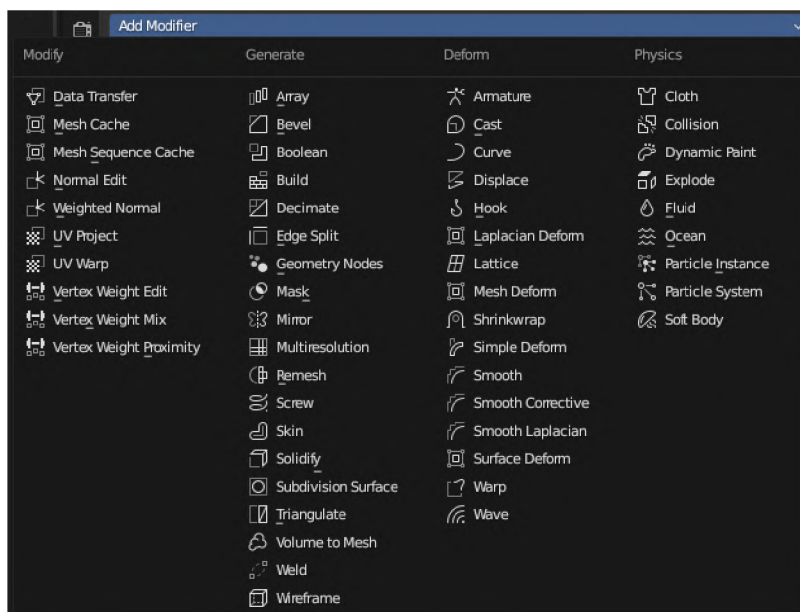 Add Modifier
Modify
Data Transfer
Mesh Cache
Mesh Sequence Cache
Normal Edit
Weighted Normal
UV Project
UV Warp
Vertex Weight Edit
Vertex Weight Mix
Vertex Weight Proximity
Generate
Array
Bevel
Boolean
Build
Decimate
Edge Split
Geometry Nodes
Mask
Mirror
Multiresolution
Remesh
Screw
Skin
Solidify
Subdivision Surface
Triangulate
Volume to Mesh
Weld
Wireframe
Deform
Armature
Cast
Curve
Displace
Hook
Laplacian Deform
Lattice
Mesh Deform
Shrinkwrap
Simple Deform
Smooth
Smooth Corrective
Smooth Laplacian
Surface Deform
Warp
Wave
Physics
Cloth
Collision
Dynamic Paint
Explode
Fluid
Ocean
Particle Instance
Particle System
Soft Body